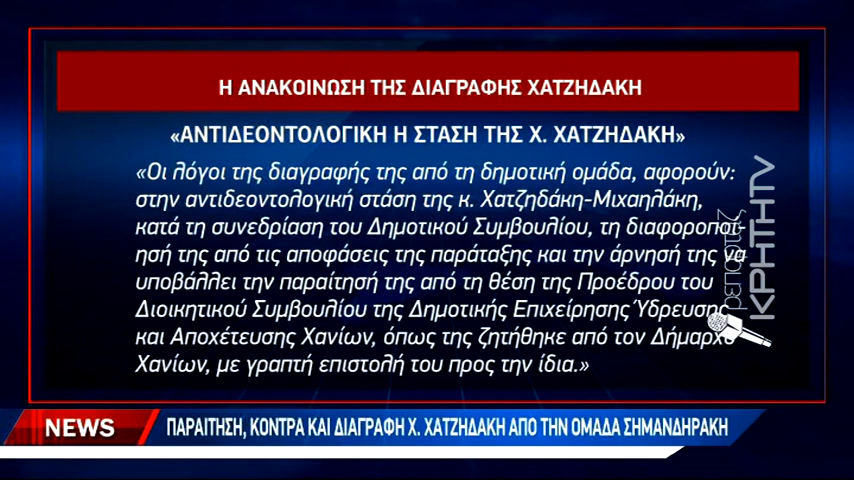 Η ΑΝΑΚΟΙΝΩΣΗ ΤΗΣ ΔΙΑΓΡΑΦΗΣ ΧΑΤΖΗΔΑΚΗ
«ΑΝΤΙΔΕΟΝΤΟΛΟΓΙΚΗ Η ΣΤΑΣΗ ΤΗΣ Χ. ΧΑΤΖΗΔΑΚΗ»
«Οι λόγοι της διαγραφής της από τη δημοτική ομάδα, αφορούν:
στην αντιδεοντολογική στάση της κ. Χατζηδάκη-Μιχαηλάκη,
κατά τη συνεδρίαση του Δημοτικού Συμβουλίου, τη διαφοροποί-
ησή της από τις αποφάσεις της παράταξης και την άρνησή της να
υποβάλλει την παραίτησή της από τη θέση της Προέδρου του
Διοικητικού Συμβουλίου της Δημοτικής Επιχείρησης Ύδρευσης
και Αποχέτευσης Χανίων, όπως της ζητήθηκε από τον Δήμαρχο
Χανίων, με γραπτή επιστολή του προς την ίδια.»
ρεπορτάζ
ΚΡΗΤΗTV
NEWS
ΠΑΡΑΙΤΗΣΗ, ΚΟΝΤΡΑ ΚΑΙ ΔΙΑΓΡΑΦΗ Χ. ΧΑΤΖΗΔΑΚΗ ΑΠΟ ΤΗΝ ΟΜΑΔΑ ΣΗΜΑΝΔΗΡΑΚΗ